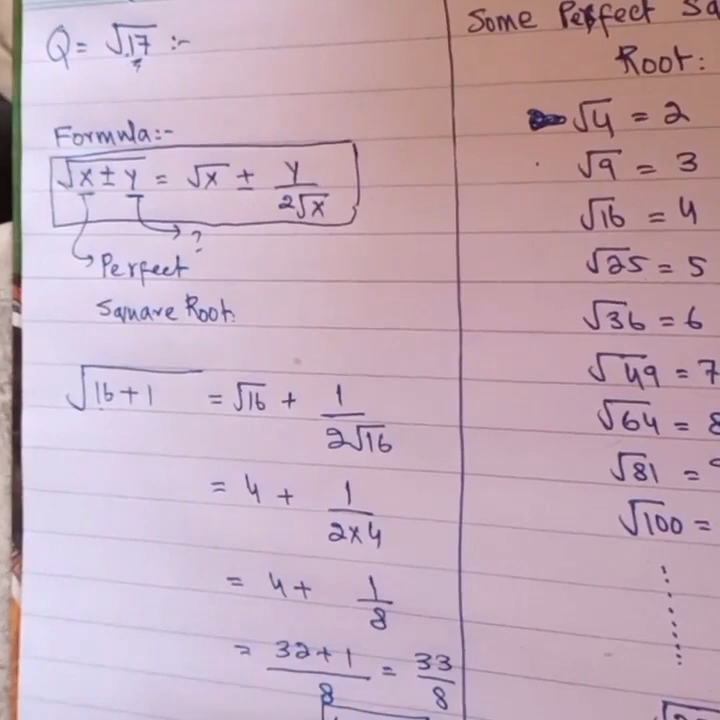 Q = √17 :-
Formula:-
√x ± y = √x ± y/2√x
?
Perfect
Square Root.
√16+1 = √16 + 1/2√16
= 4 + 1/2×4
= 4 + 1/8
= 32+1/8 = 33/8
Some Perfect
Root:
√4 = 2
√9 = 3
√16 = 4
√25 = 5
√36 = 6
√49 = 7
√64 = 8
√81 =
√100 =